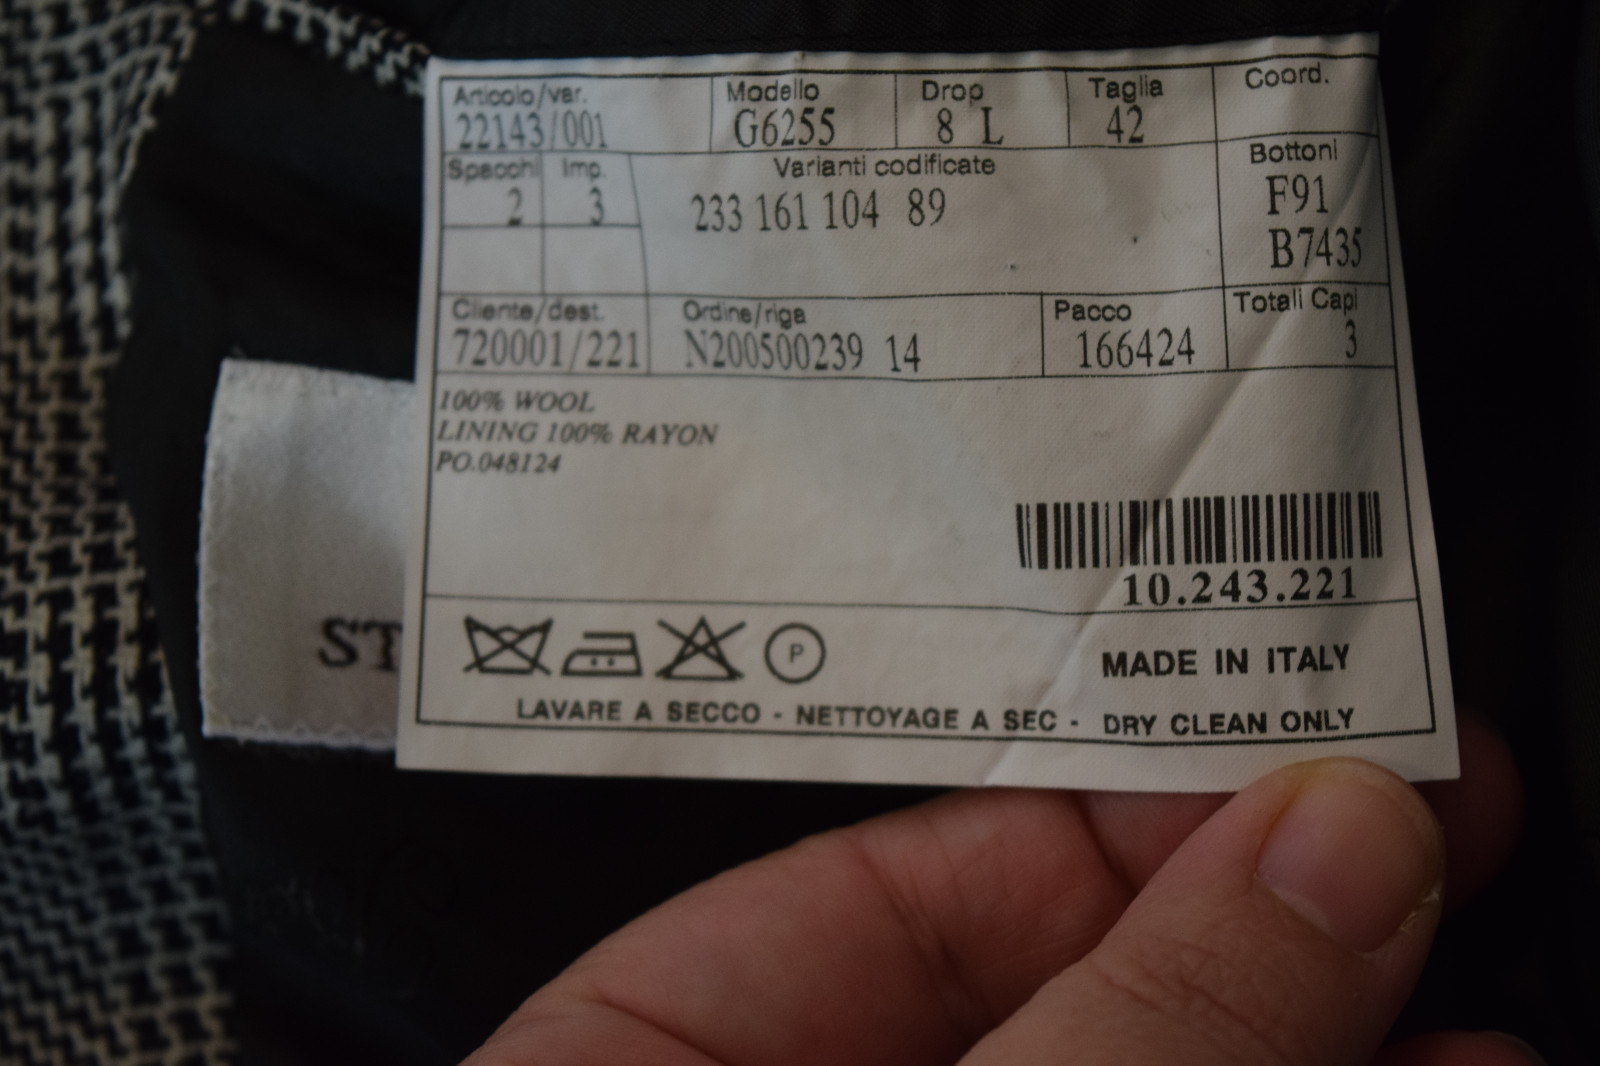 Articolo/var. Modello Drop Taglia Coord.
22143/001 G6255 8 L 42
Spacchi Imp. Varianti codificate Bottoni
2 3 233 161 104 89 F91
B7435
Cliente/dest. Ordine/riga Pacco Totali Capi
720001/221 N200500239 14 166424 3
100% WOOL
LINING 100% RAYON
PO.048124
10.243.221
ST
P
MADE IN ITALY
LAVARE A SECCO - NETTOYAGE A SEC - DRY CLEAN ONLY